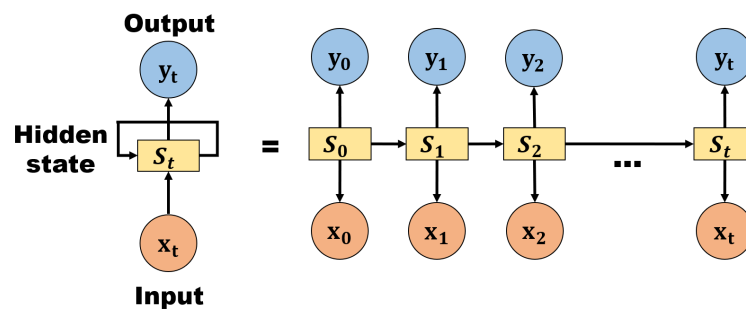 Output
y_t
Hidden
state
S_t
x_t
Input
=
y_0 y_1 y_2 y_t
S_0 S_1 S_2 ... S_t
x_0 x_1 x_2 x_t